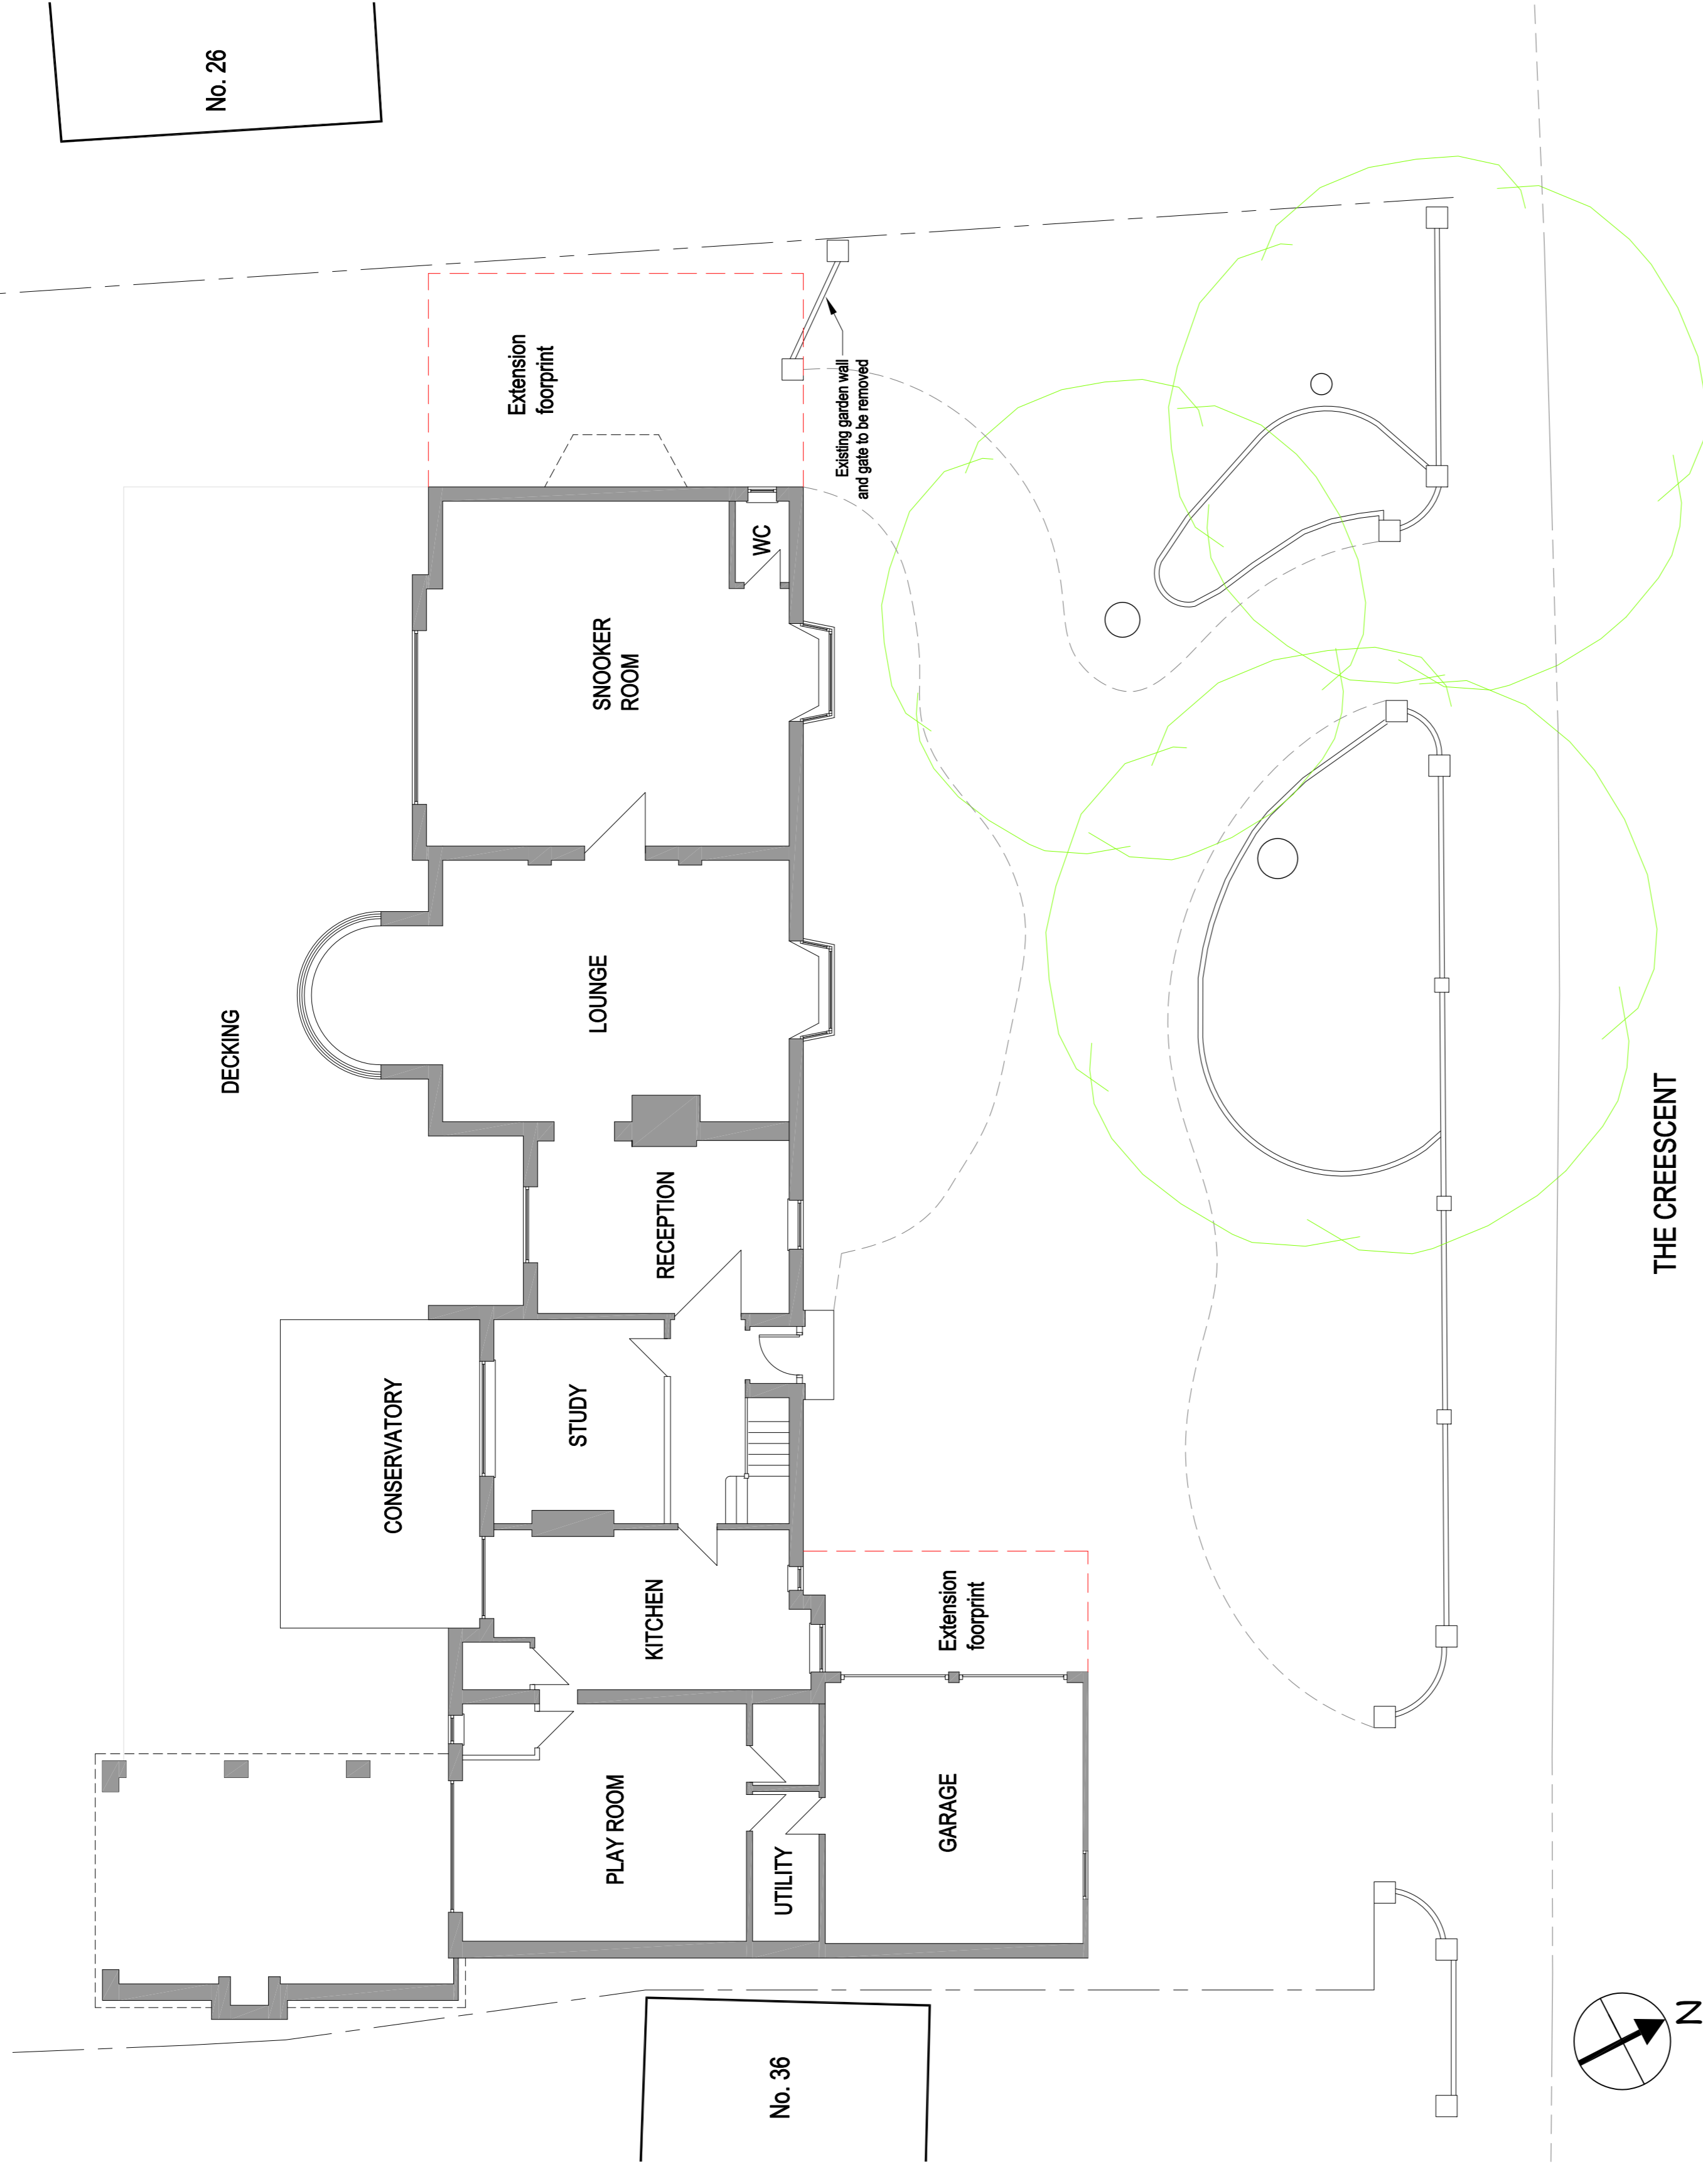 No. 26
Extension
foorprint
Existing garden wall
and gate to be removed
WC
SNOOKER
ROOM
LOUNGE
DECKING
RECEPTION
THE CREESCENT
STUDY
CONSERVATORY
KITCHEN
Extension
foorprint
PLAY ROOM
UTILITY
GARAGE
No. 36
N